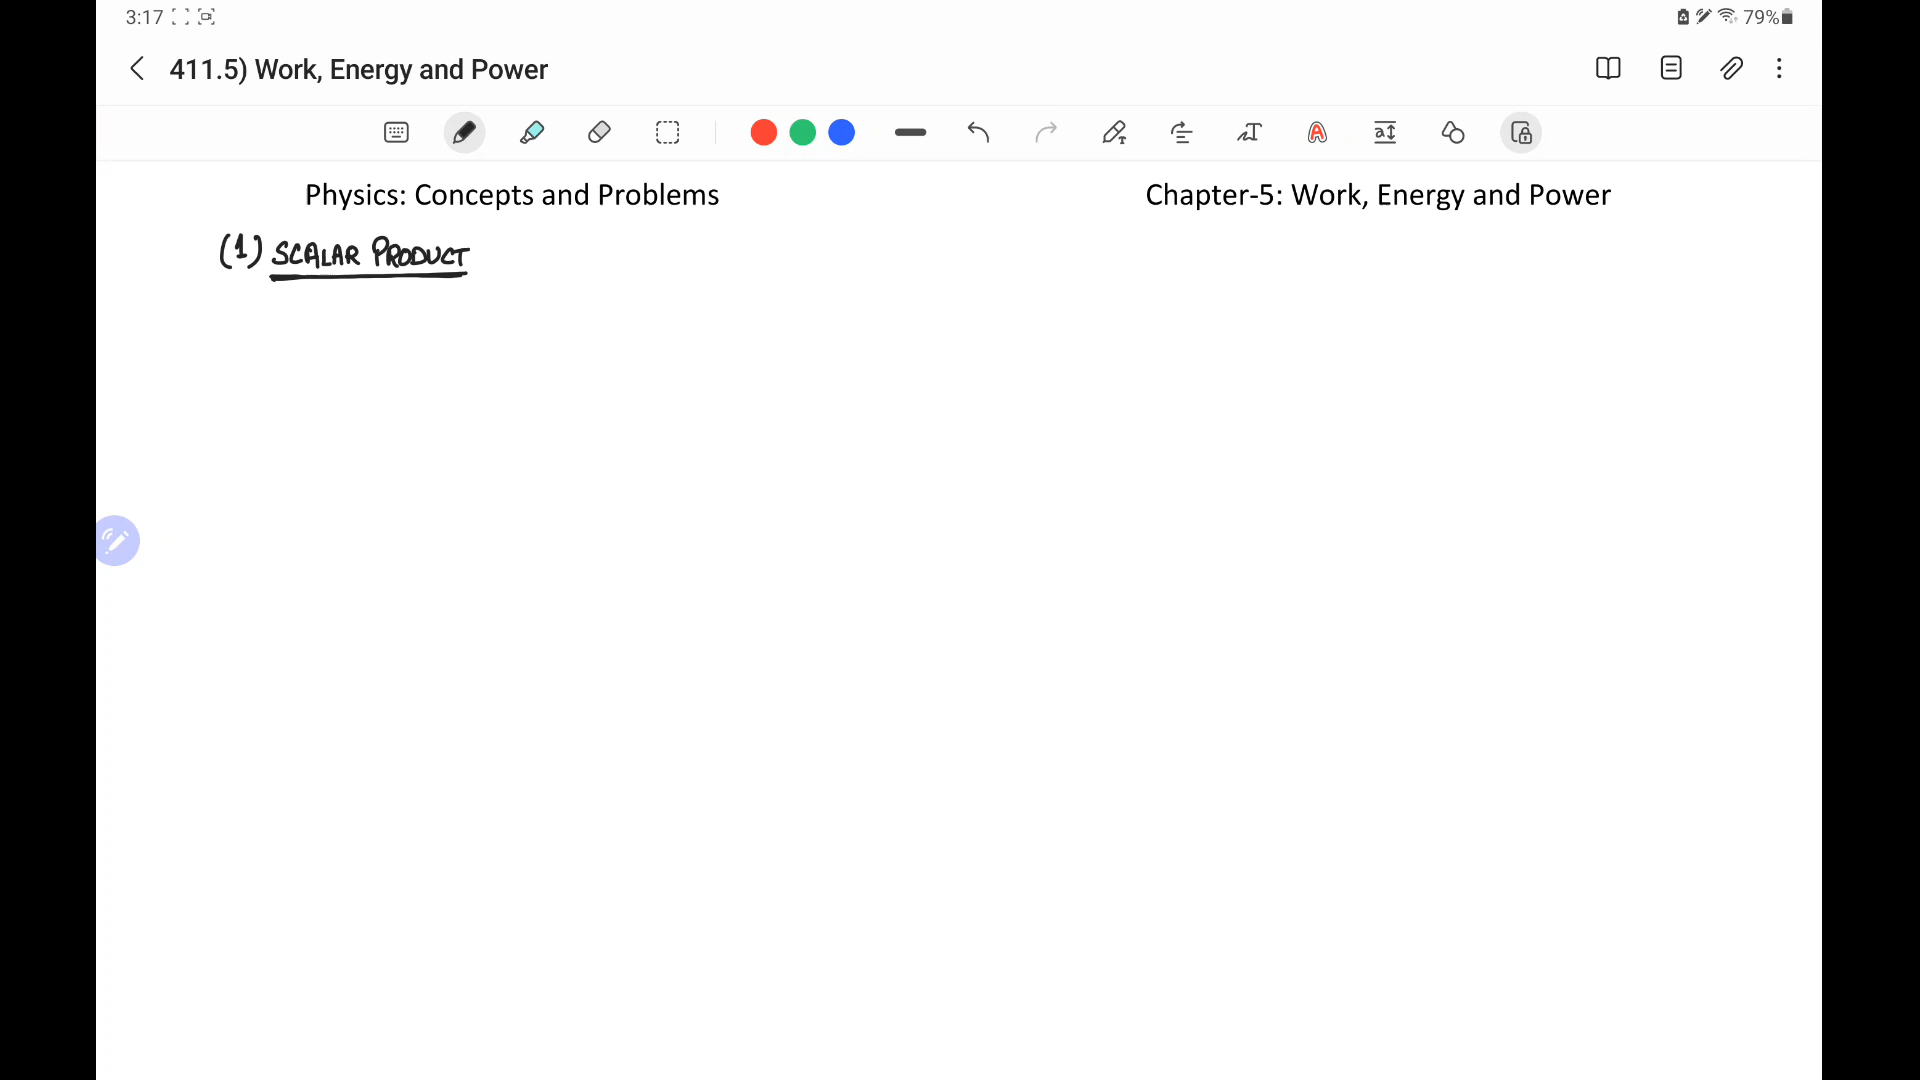 3:17 79%
411.5) Work, Energy and Power
Physics: Concepts and Problems Chapter-5: Work, Energy and Power
(1) SCALAR PRODUCT